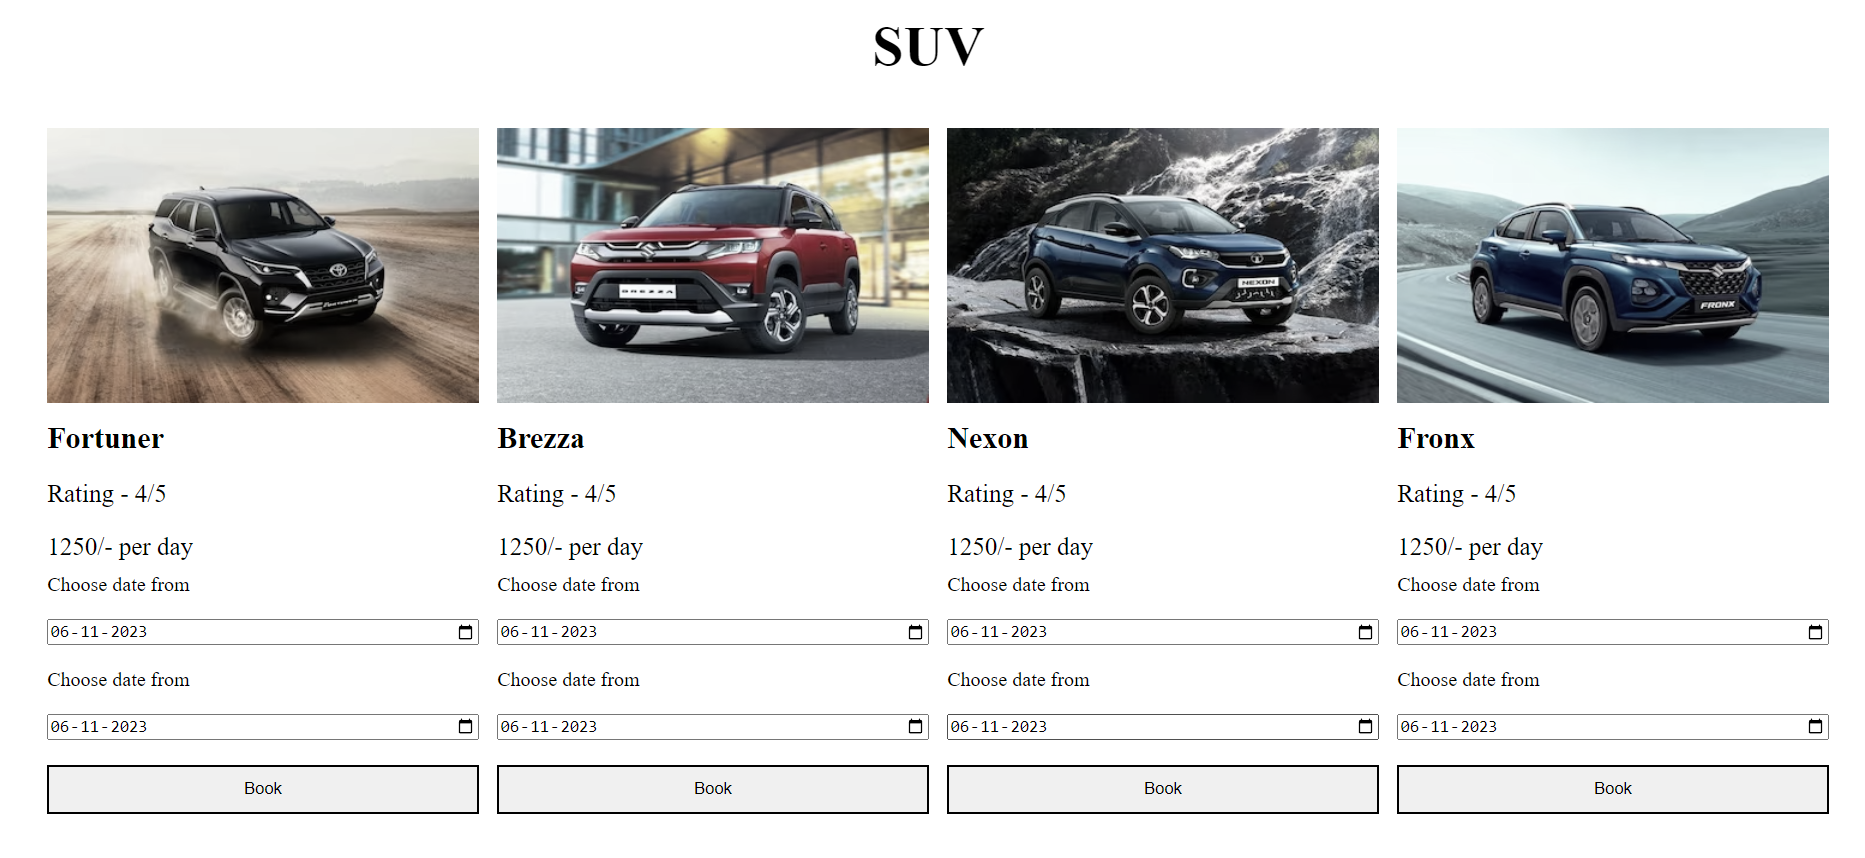 SUV
BREZZA
NEXON
FRONX
Fortuner
Brezza
Nexon
Fronx
Rating - 4/5
Rating - 4/5
Rating - 4/5
Rating - 4/5
1250/- per day
1250/- per day
1250/- per day
1250/- per day
Choose date from
Choose date from
Choose date from
Choose date from
06-11-2023
06-11-2023
06-11-2023
06-11-2023
Choose date from
Choose date from
Choose date from
Choose date from
06-11-2023
06-11-2023
06-11-2023
06-11-2023
Book
Book
Book
Book